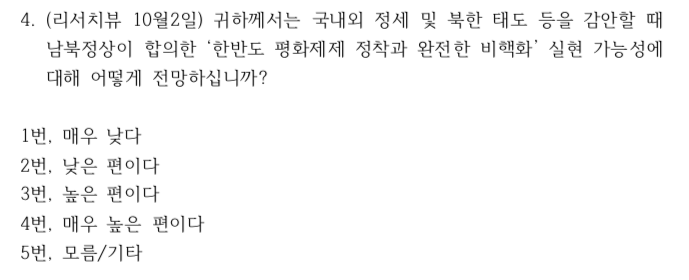 4. (리서치뷰 10월2일) 귀하께서는 국내외 정세 및 북한 태도 등을 감안할 때
남북정상이 합의한 ‘한반도 평화제제 정착과 완전한 비핵화’ 실현 가능성에
대해 어떻게 전망하십니까?
1번, 매우 낮다
2번, 낮은 편이다
3번, 높은 편이다
4번, 매우 높은 편이다
5번, 모름/기타